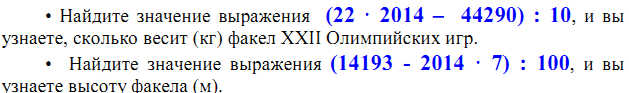 • Найдите значение выражения (22 · 2014 – 44290) : 10, и вы
узнаете, сколько весит (кг) факел XXII Олимпийских игр.
• Найдите значение выражения (14193 - 2014 · 7) : 100, и вы
узнаете высоту факела (м).